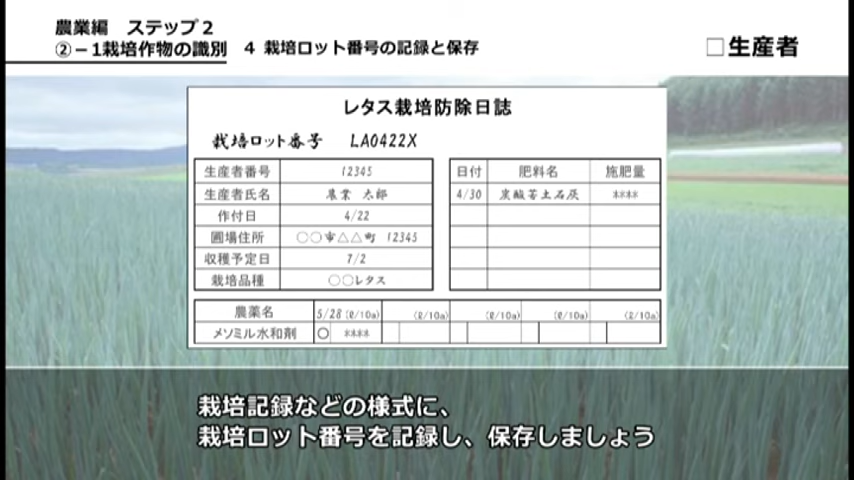 農業編 ステップ2
②－1栽培作物の識別 4 栽培ロット番号の記録と保存
□生産者
レタス栽培防除日誌
栽培ロット番号 LA0422X
生産者番号 12345
生産者氏名 農業 太郎
作付日 4/22
圃場住所 〇〇市△△町 12345
収穫予定日 7/2
栽培品種 〇〇レタス
日付 肥料名 施肥量
4/30 炭酸苦土石灰 ****
農薬名 5/28(ℓ/10a) (ℓ/10a) (ℓ/10a) (ℓ/10a) (ℓ/10a)
メソミル水和剤 〇 ****
栽培記録などの様式に、
栽培ロット番号を記録し、保存しましょう